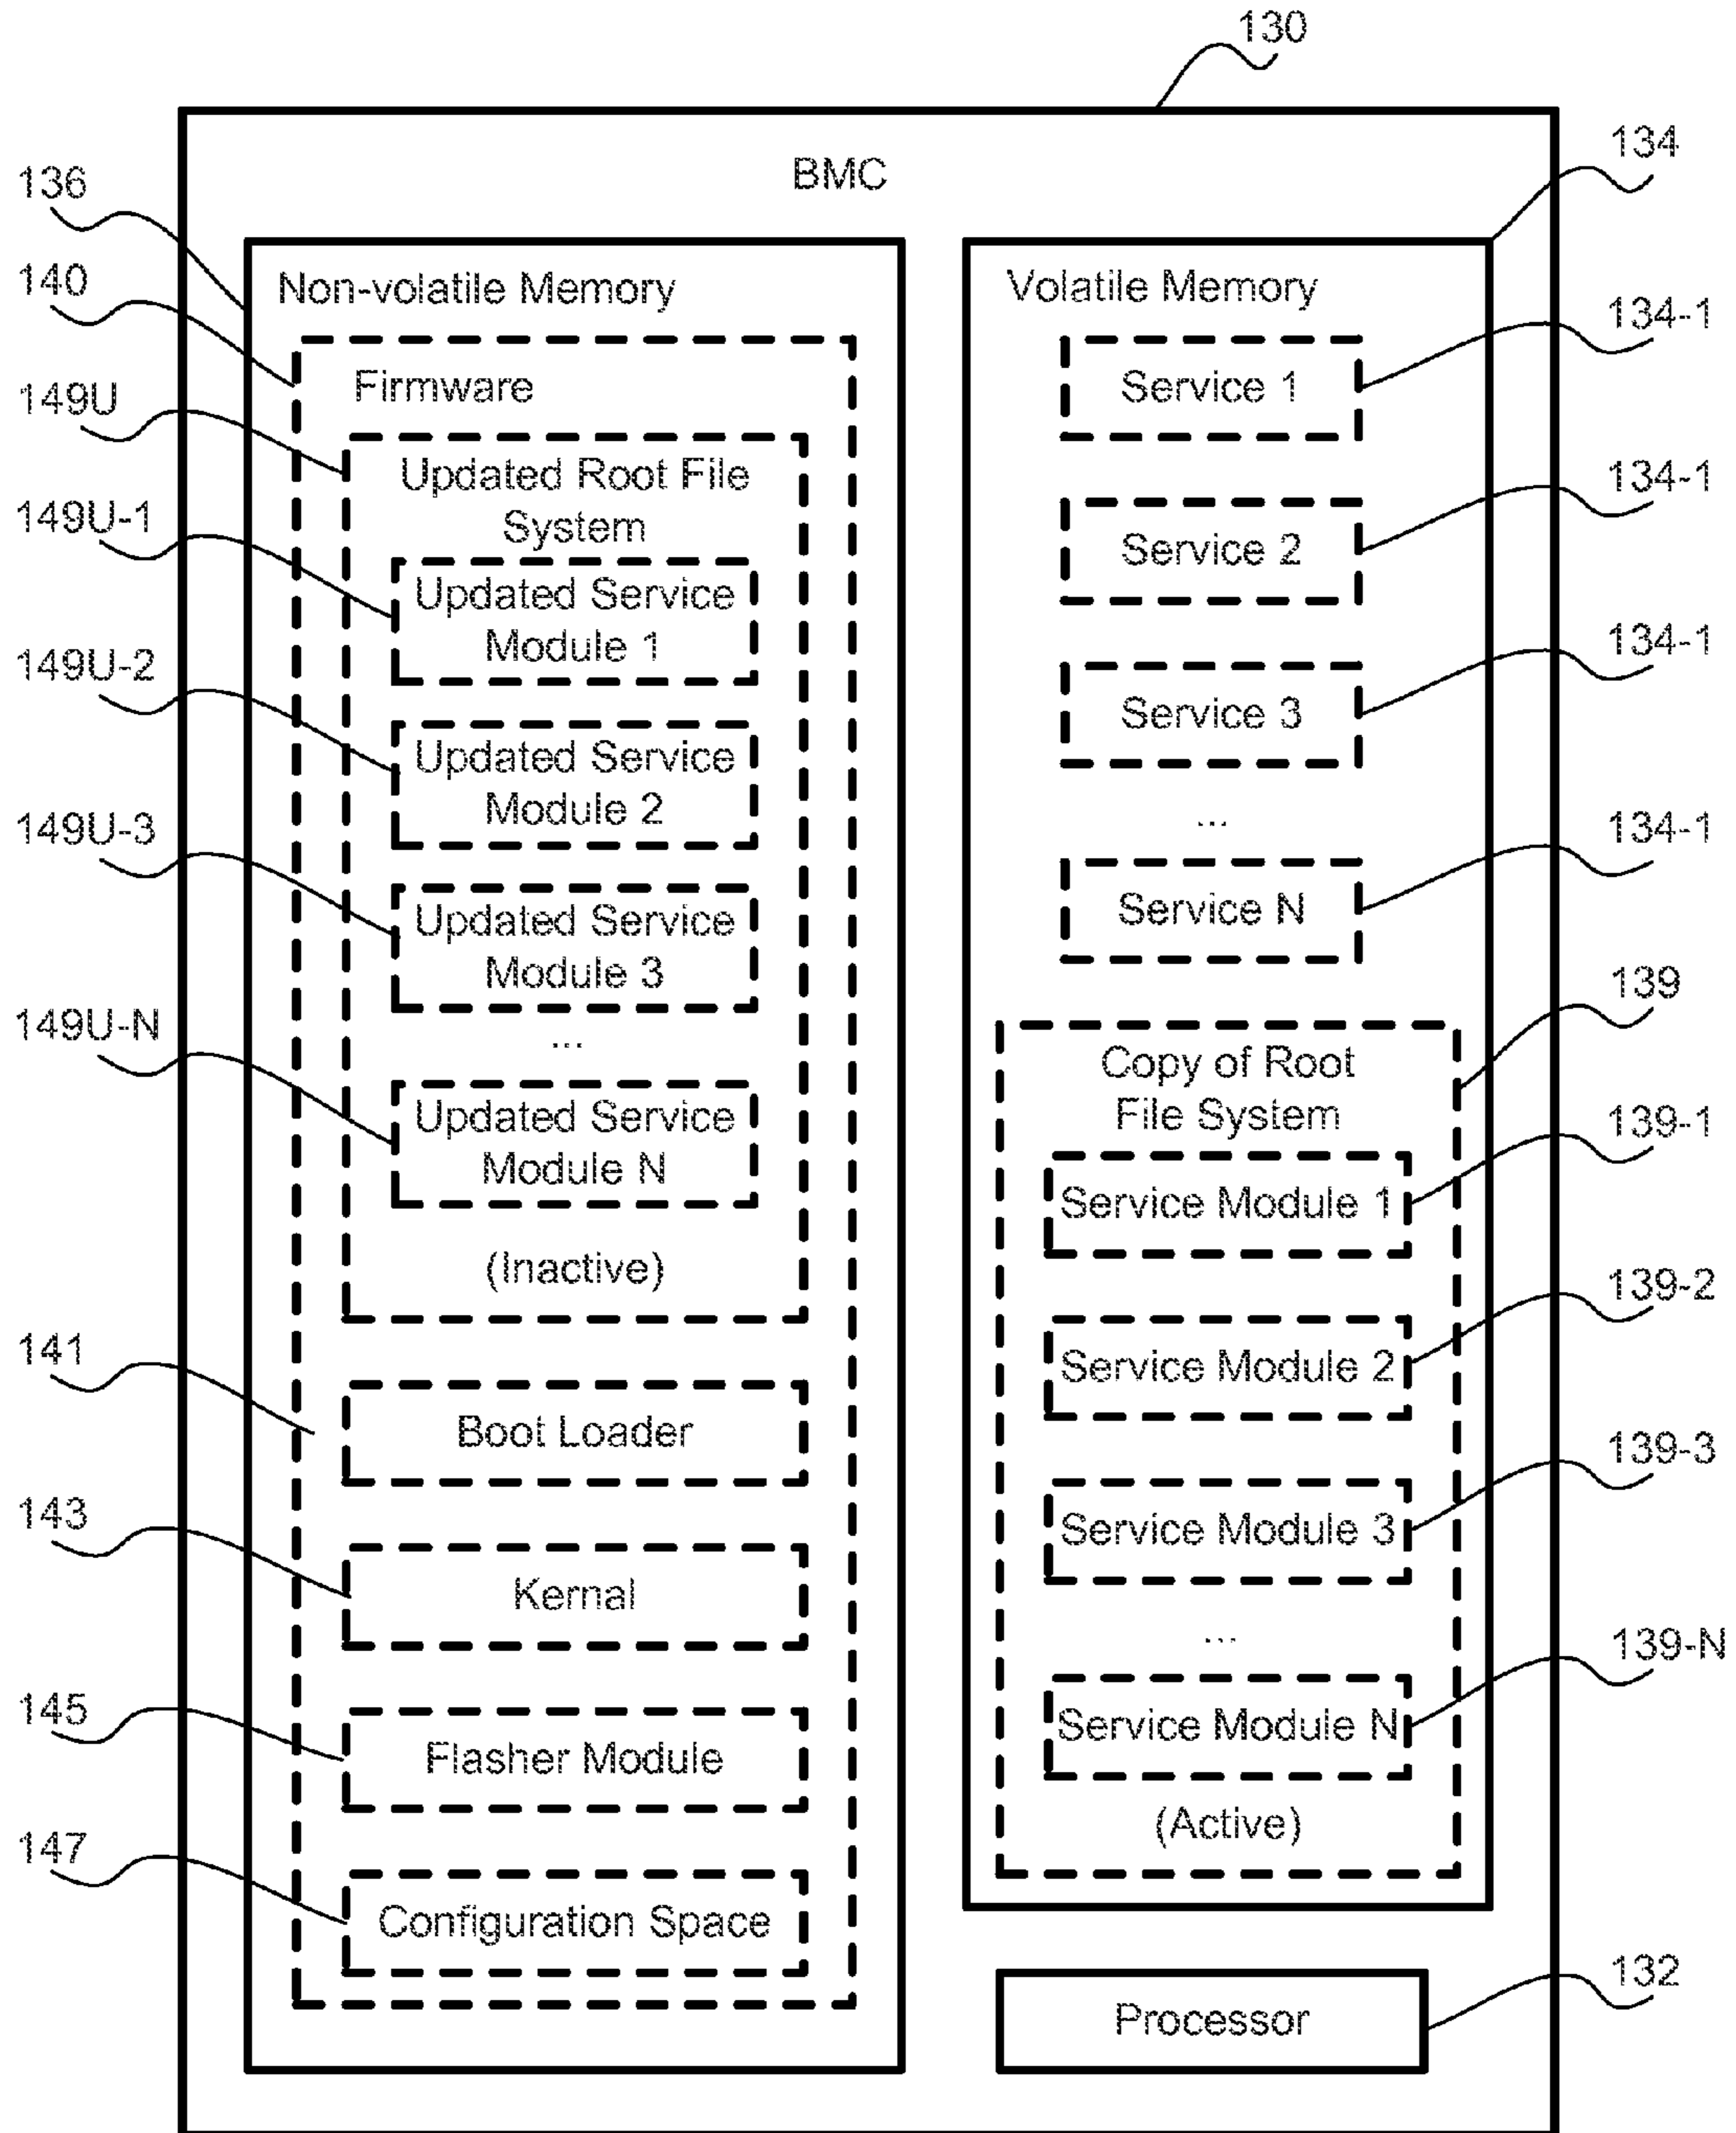 130
BMC
136
140
149U
149U-1
149U-2
149U-3
149U-N
141
143
145
147
Non-volatile Memory
Firmware
Updated Root File
System
Updated Service
Module 1
Updated Service
Module 2
Updated Service
Module 3
...
Updated Service
Module N
(Inactive)
Boot Loader
Kernal
Flasher Module
Configuration Space
Volatile Memory
Service 1
Service 2
Service 3
...
Service N
Copy of Root
File System
Service Module 1
Service Module 2
Service Module 3
...
Service Module N
(Active)
Processor
134
134-1
134-1
134-1
134-1
139
139-1
139-2
139-3
139-N
132